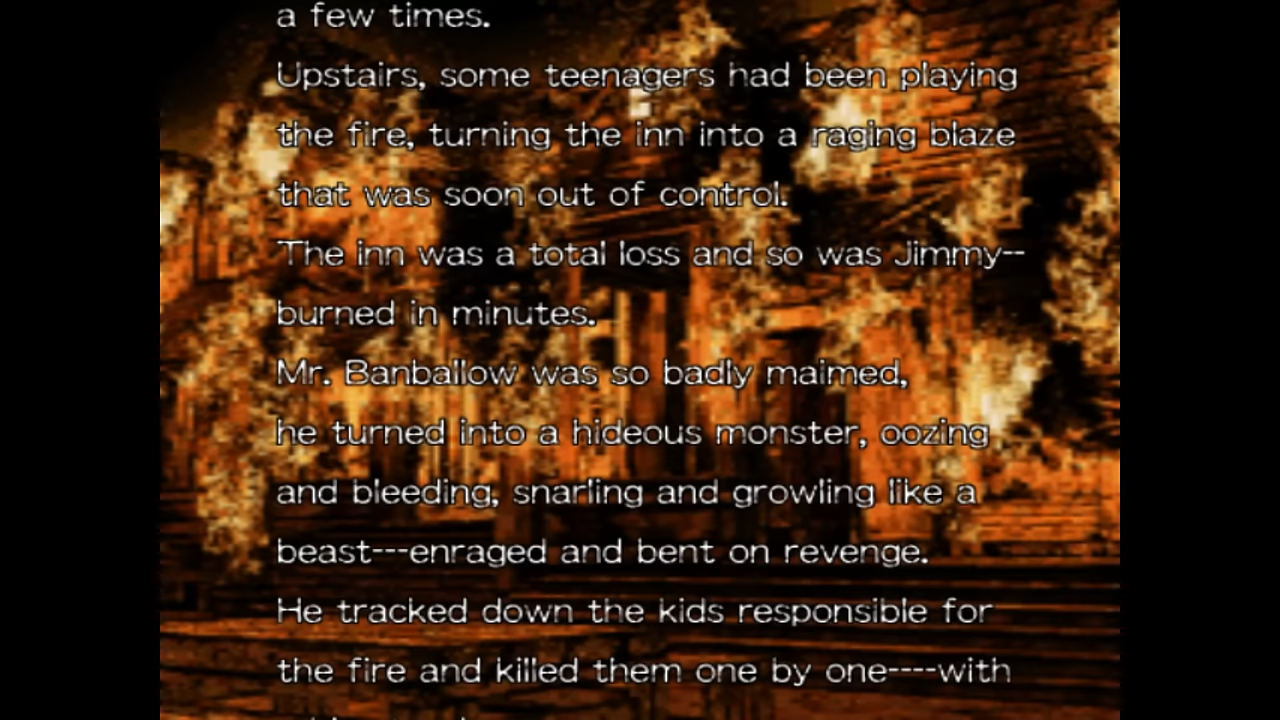 a few times.
Upstairs, some teenagers had been playing
the fire, turning the inn into a raging blaze
that was soon out of control.
The inn was a total loss and so was Jimmy--
burned in minutes.
Mr. Banballow was so badly maimed,
he turned into a hideous monster, oozing
and bleeding, snarling and growling like a
beast---enraged and bent on revenge.
He tracked down the kids responsible for
the fire and killed them one by one----with